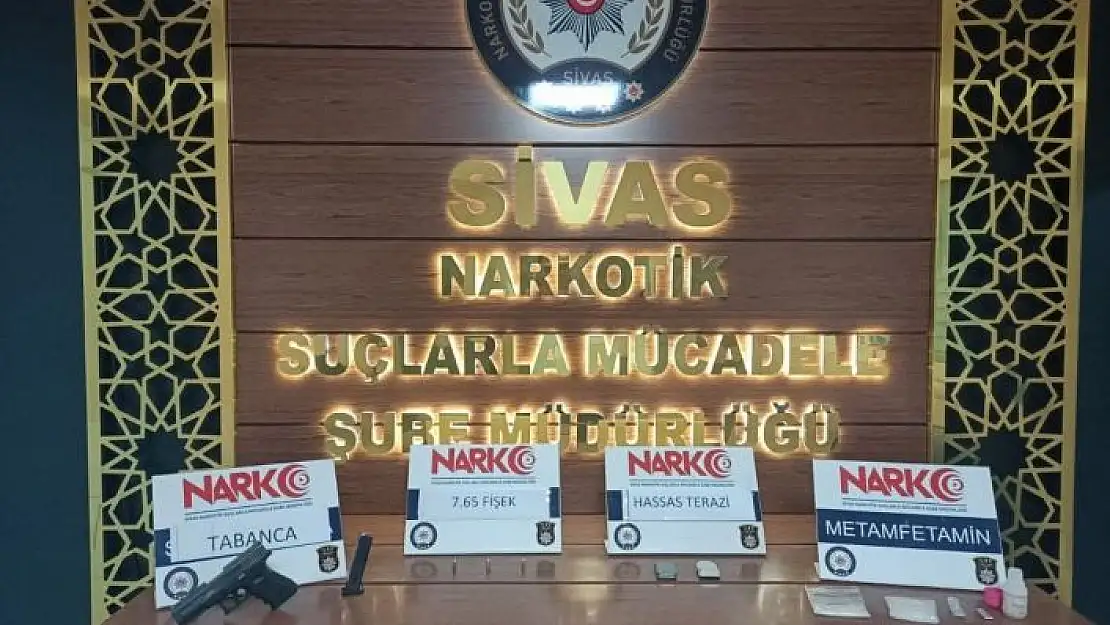 SİVAS
SİVAS
NARKOTİK
SUÇLARLA MÜCADELE
ŞUBE MÜDÜRLÜĞÜ
NARKO
TABANCA
NARKO
7.65 FİŞEK
NARKO
HASSAS TERAZİ
NARKO
METAMFETAMİN